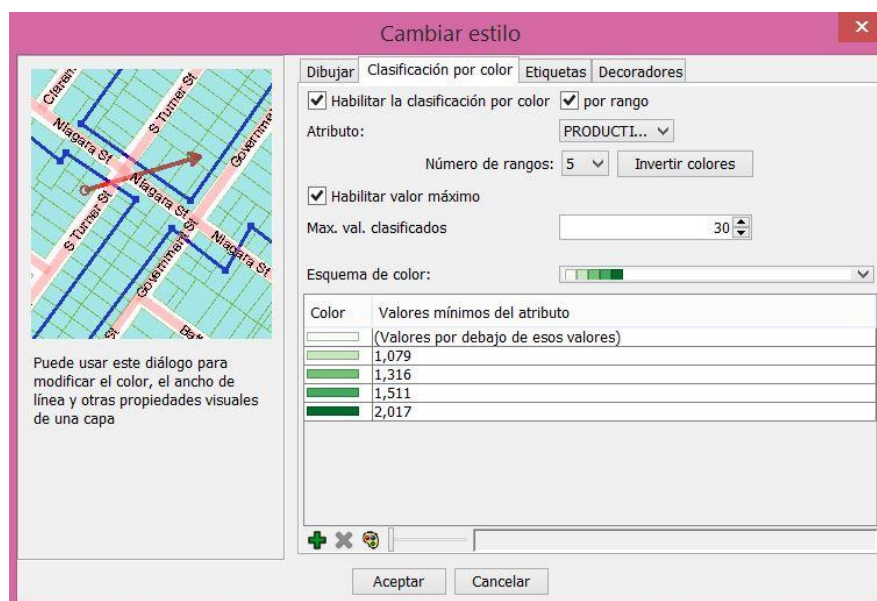 Cambiar estilo
×
Dibujar Clasificación por color Etiquetas Decoradores
Habilitar la clasificación por color por rango
Atributo: PRODUCTI...
Número de rangos: 5 Invertir colores
Habilitar valor máximo
Max. val. clasificados 30
Esquema de color:
Color Valores mínimos del atributo
(Valores por debajo de esos valores)
1,079
1,316
1,511
2,017
Niagara St
S Turner St
Niagara St
Niagara St
S Turner St
Government St
St
Puede usar este diálogo para
modificar el color, el ancho de
línea y otras propiedades visuales
de una capa
Aceptar Cancelar